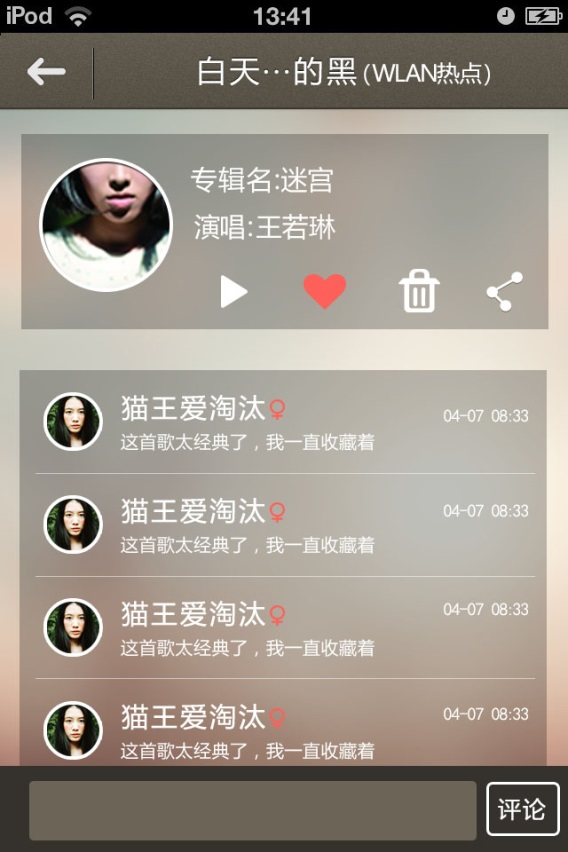 iPod 13:41
白天…的黑(WLAN热点)
专辑名:迷宫
演唱:王若琳
猫王爱淘汰♀ 04-07 08:33
这首歌太经典了，我一直收藏着
猫王爱淘汰♀ 04-07 08:33
这首歌太经典了，我一直收藏着
猫王爱淘汰♀ 04-07 08:33
这首歌太经典了，我一直收藏着
猫王爱淘汰♀ 04-07 08:33
这首歌太经典了，我一直收藏着
评论